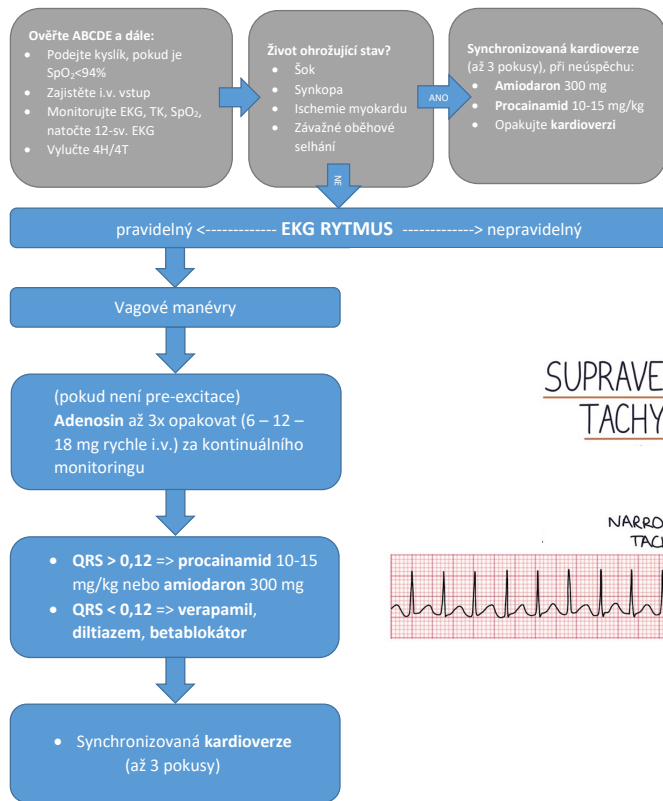 Ověřte ABCDE a dále:
• Podejte kyslík, pokud je
SpO₂<94%
• Zajistěte i.v. vstup
• Monitorujte EKG, TK, SpO₂,
natočte 12-sv. EKG
• Vylučte 4H/4T
Život ohrožující stav?
• Šok
• Synkopa
• Ischemie myokardu
• Závažné oběhové
selhání
ANO
Synchronizovaná kardioverze
(až 3 pokusy), při neúspěchu:
• Amiodaron 300 mg
• Procainamid 10-15 mg/kg
• Opakujte kardioverzi
NE
pravidelný <------------- EKG RYTMUS -------------> nepravidelný
Vagové manévry
(pokud není pre-excitace)
Adenosin až 3x opakovat (6 – 12 –
18 mg rychle i.v.) za kontinuálního
monitoringu
• QRS > 0,12 => procainamid 10-15
mg/kg nebo amiodaron 300 mg
• QRS < 0,12 => verapamil,
diltiazem, betablokátor
• Synchronizovaná kardioverze
(až 3 pokusy)
SUPRAVE
TACHY
NARRO
TACH